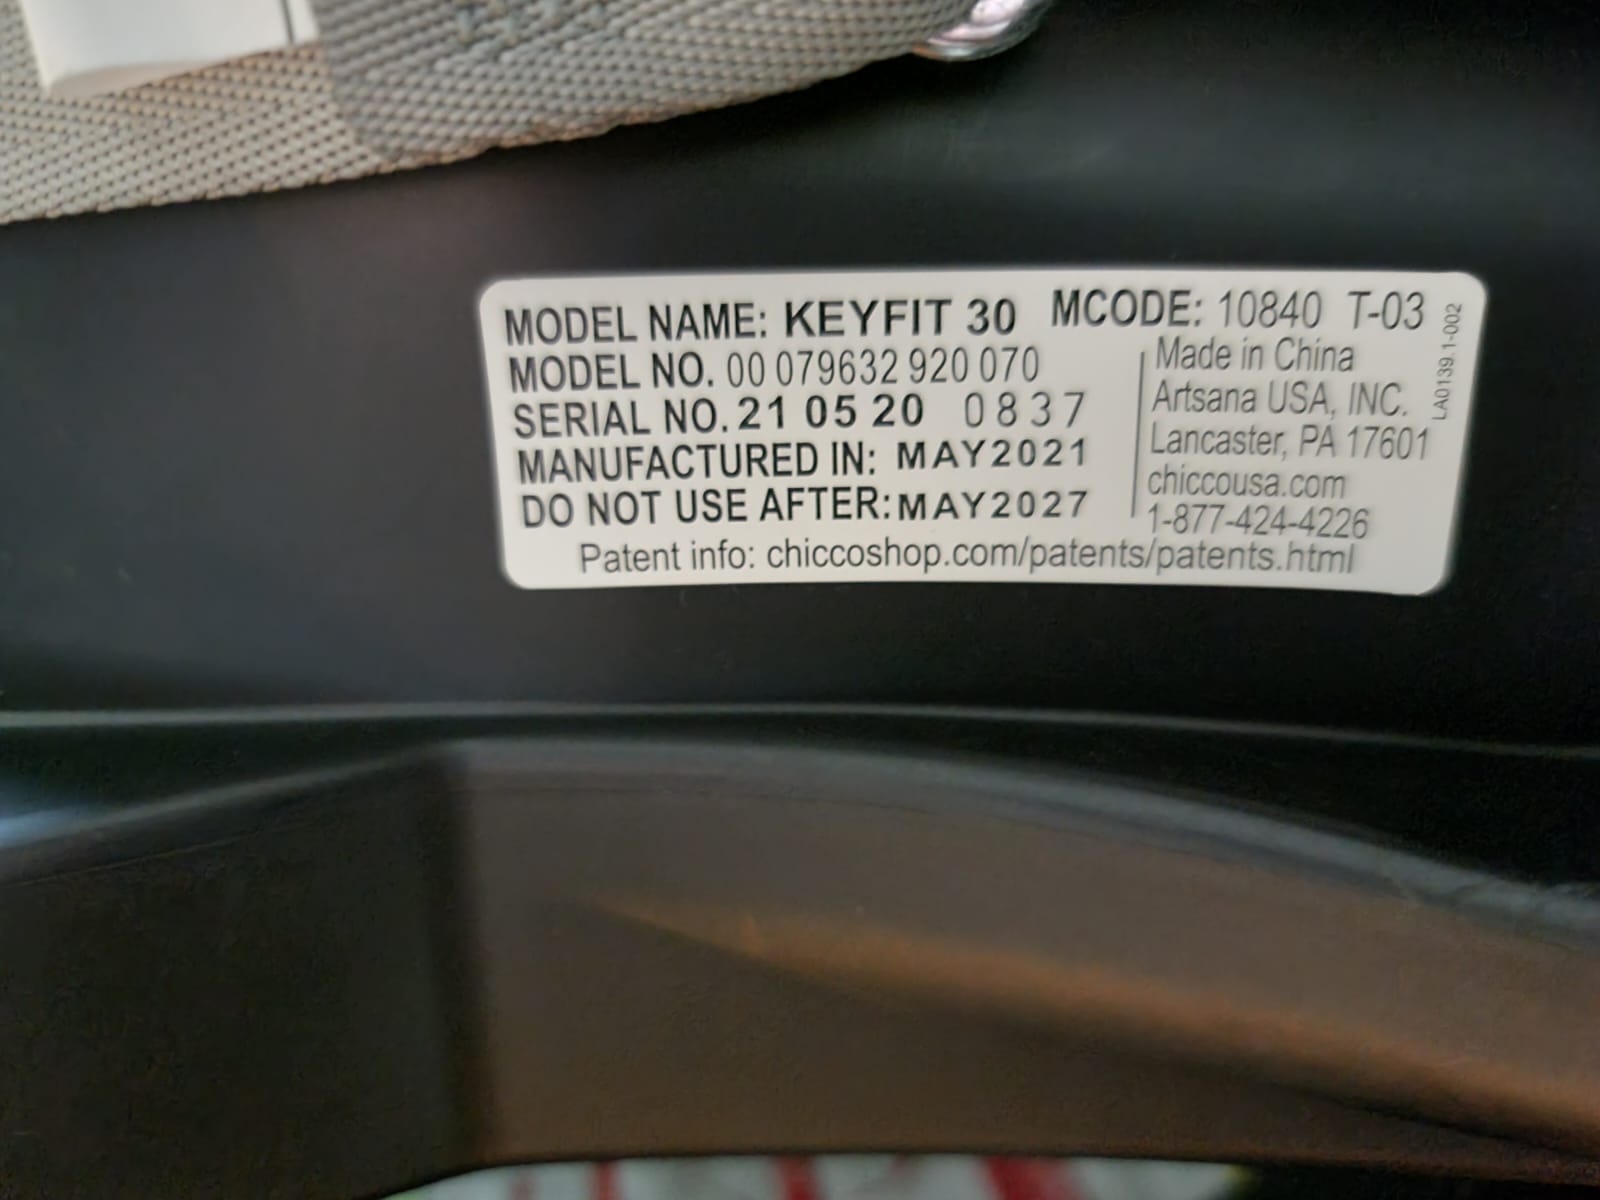 MODEL NAME: KEYFIT 30 MCODE: 10840 T-03
MODEL NO. 00 079632 920 070
SERIAL NO. 21 05 20 0837
MANUFACTURED IN: MAY2021
DO NOT USE AFTER: MAY2027
Made in China
Artsana USA, INC.
Lancaster, PA 17601
chiccousa.com
1-877-424-4226
Patent info: chiccoshop.com/patents/patents.html
LA0139.1-002